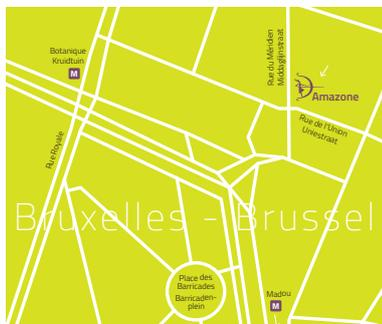 Botanique
Kruidtuin
M
Rue du Méridien
Middaglijnstraat
Amazone
Rue de l'Union
Uniestraat
Rue Royale
Bruxelles - Brussel
Place des
Barricades
Barricaden-
plein
Madou
M